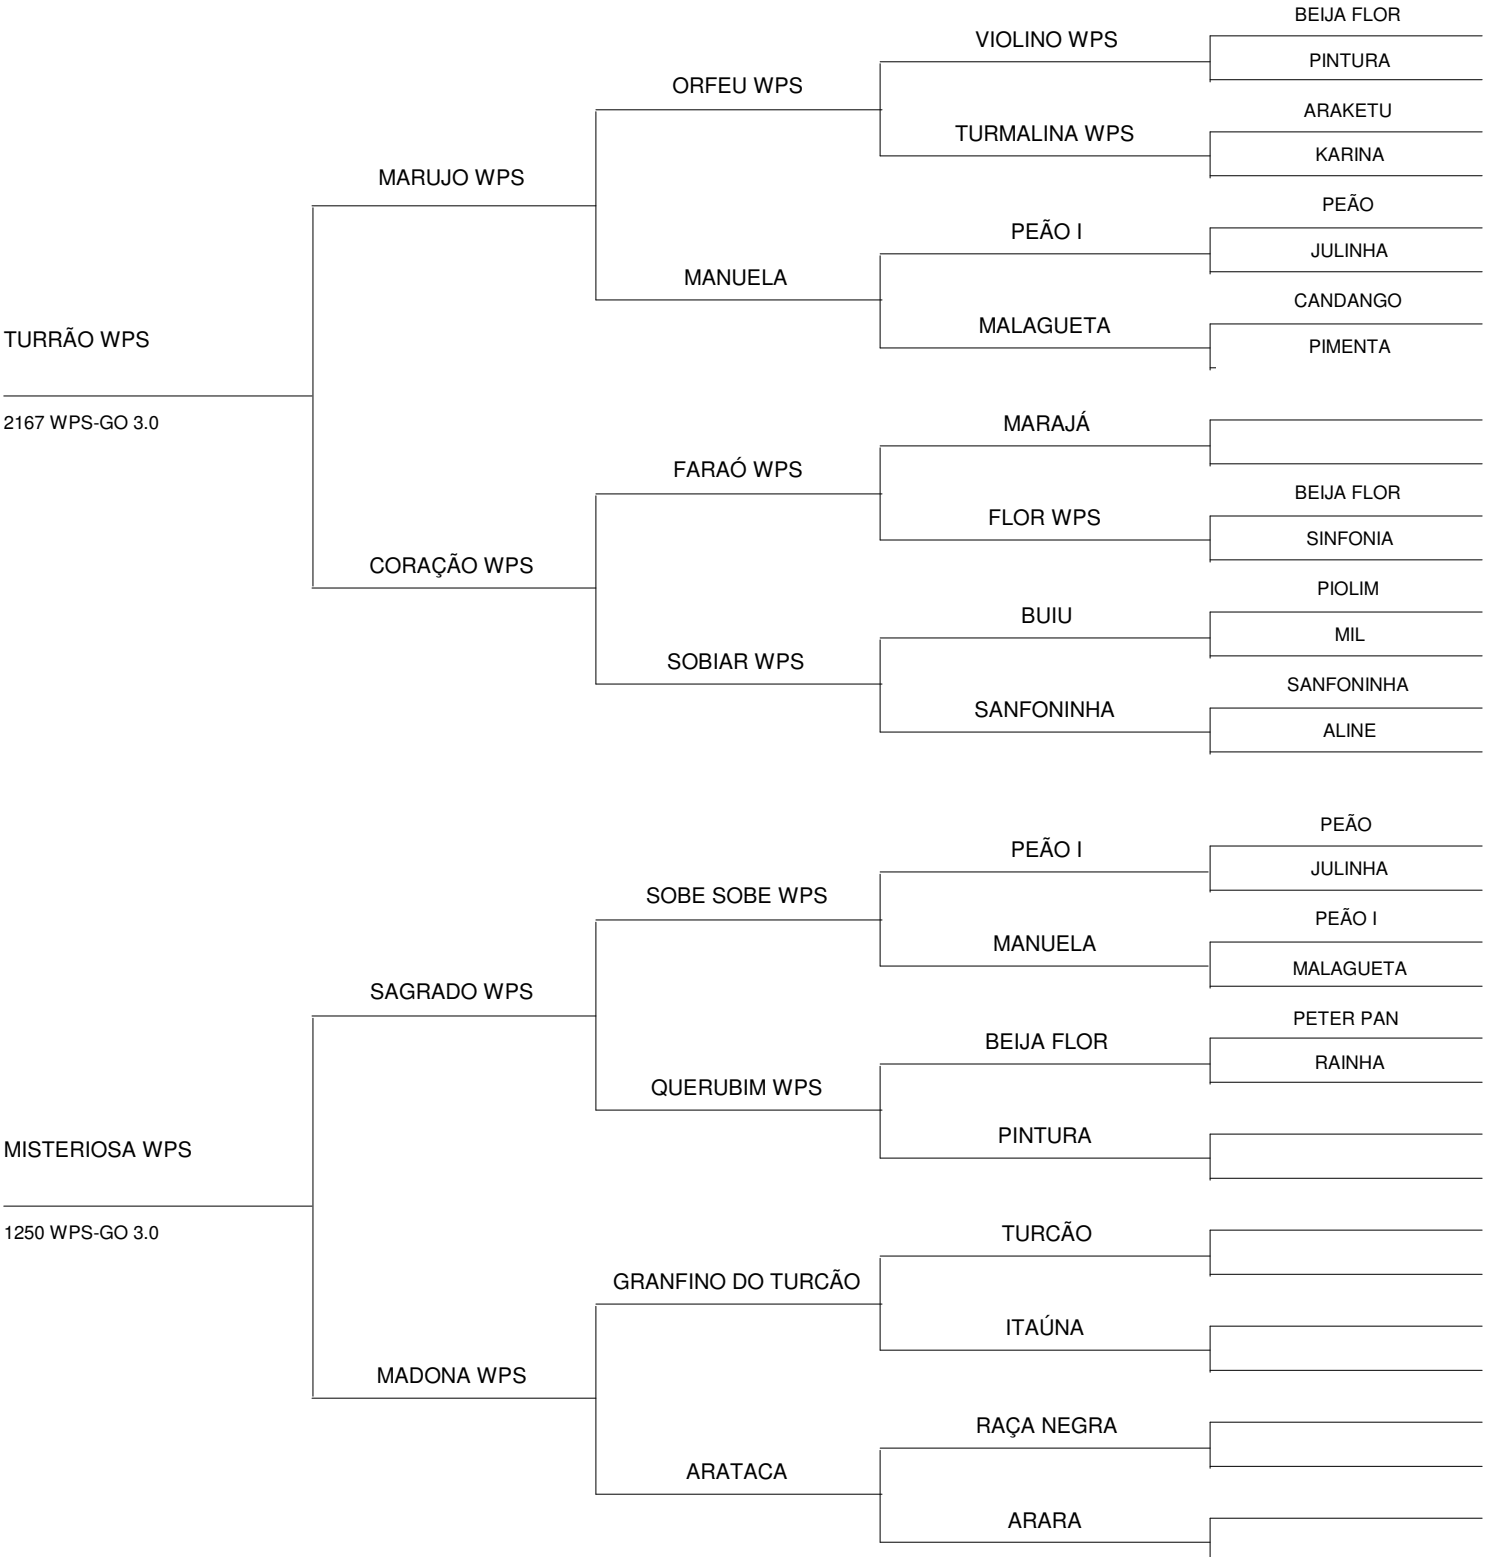 BEIJA FLOR
VIOLINO WPS
PINTURA
ORFEU WPS
ARAKETU
TURMALINA WPS
KARINA
MARUJO WPS
PEÃO
PEÃO I
JULINHA
MANUELA
CANDANGO
MALAGUETA
PIMENTA
TURRÃO WPS
2167 WPS-GO 3.0
MARAJÁ
FARAÓ WPS
BEIJA FLOR
FLOR WPS
SINFONIA
CORAÇÃO WPS
PIOLIM
BUIU
MIL
SOBIAR WPS
SANFONINHA
SANFONINHA
ALINE
PEÃO
PEÃO I
JULINHA
SOBE SOBE WPS
PEÃO I
MANUELA
MALAGUETA
SAGRADO WPS
PETER PAN
BEIJA FLOR
RAINHA
QUERUBIM WPS
PINTURA
MISTERIOSA WPS
1250 WPS-GO 3.0
TURCÃO
GRANFINO DO TURCÃO
ITAÚNA
MADONA WPS
RAÇA NEGRA
ARATACA
ARARA